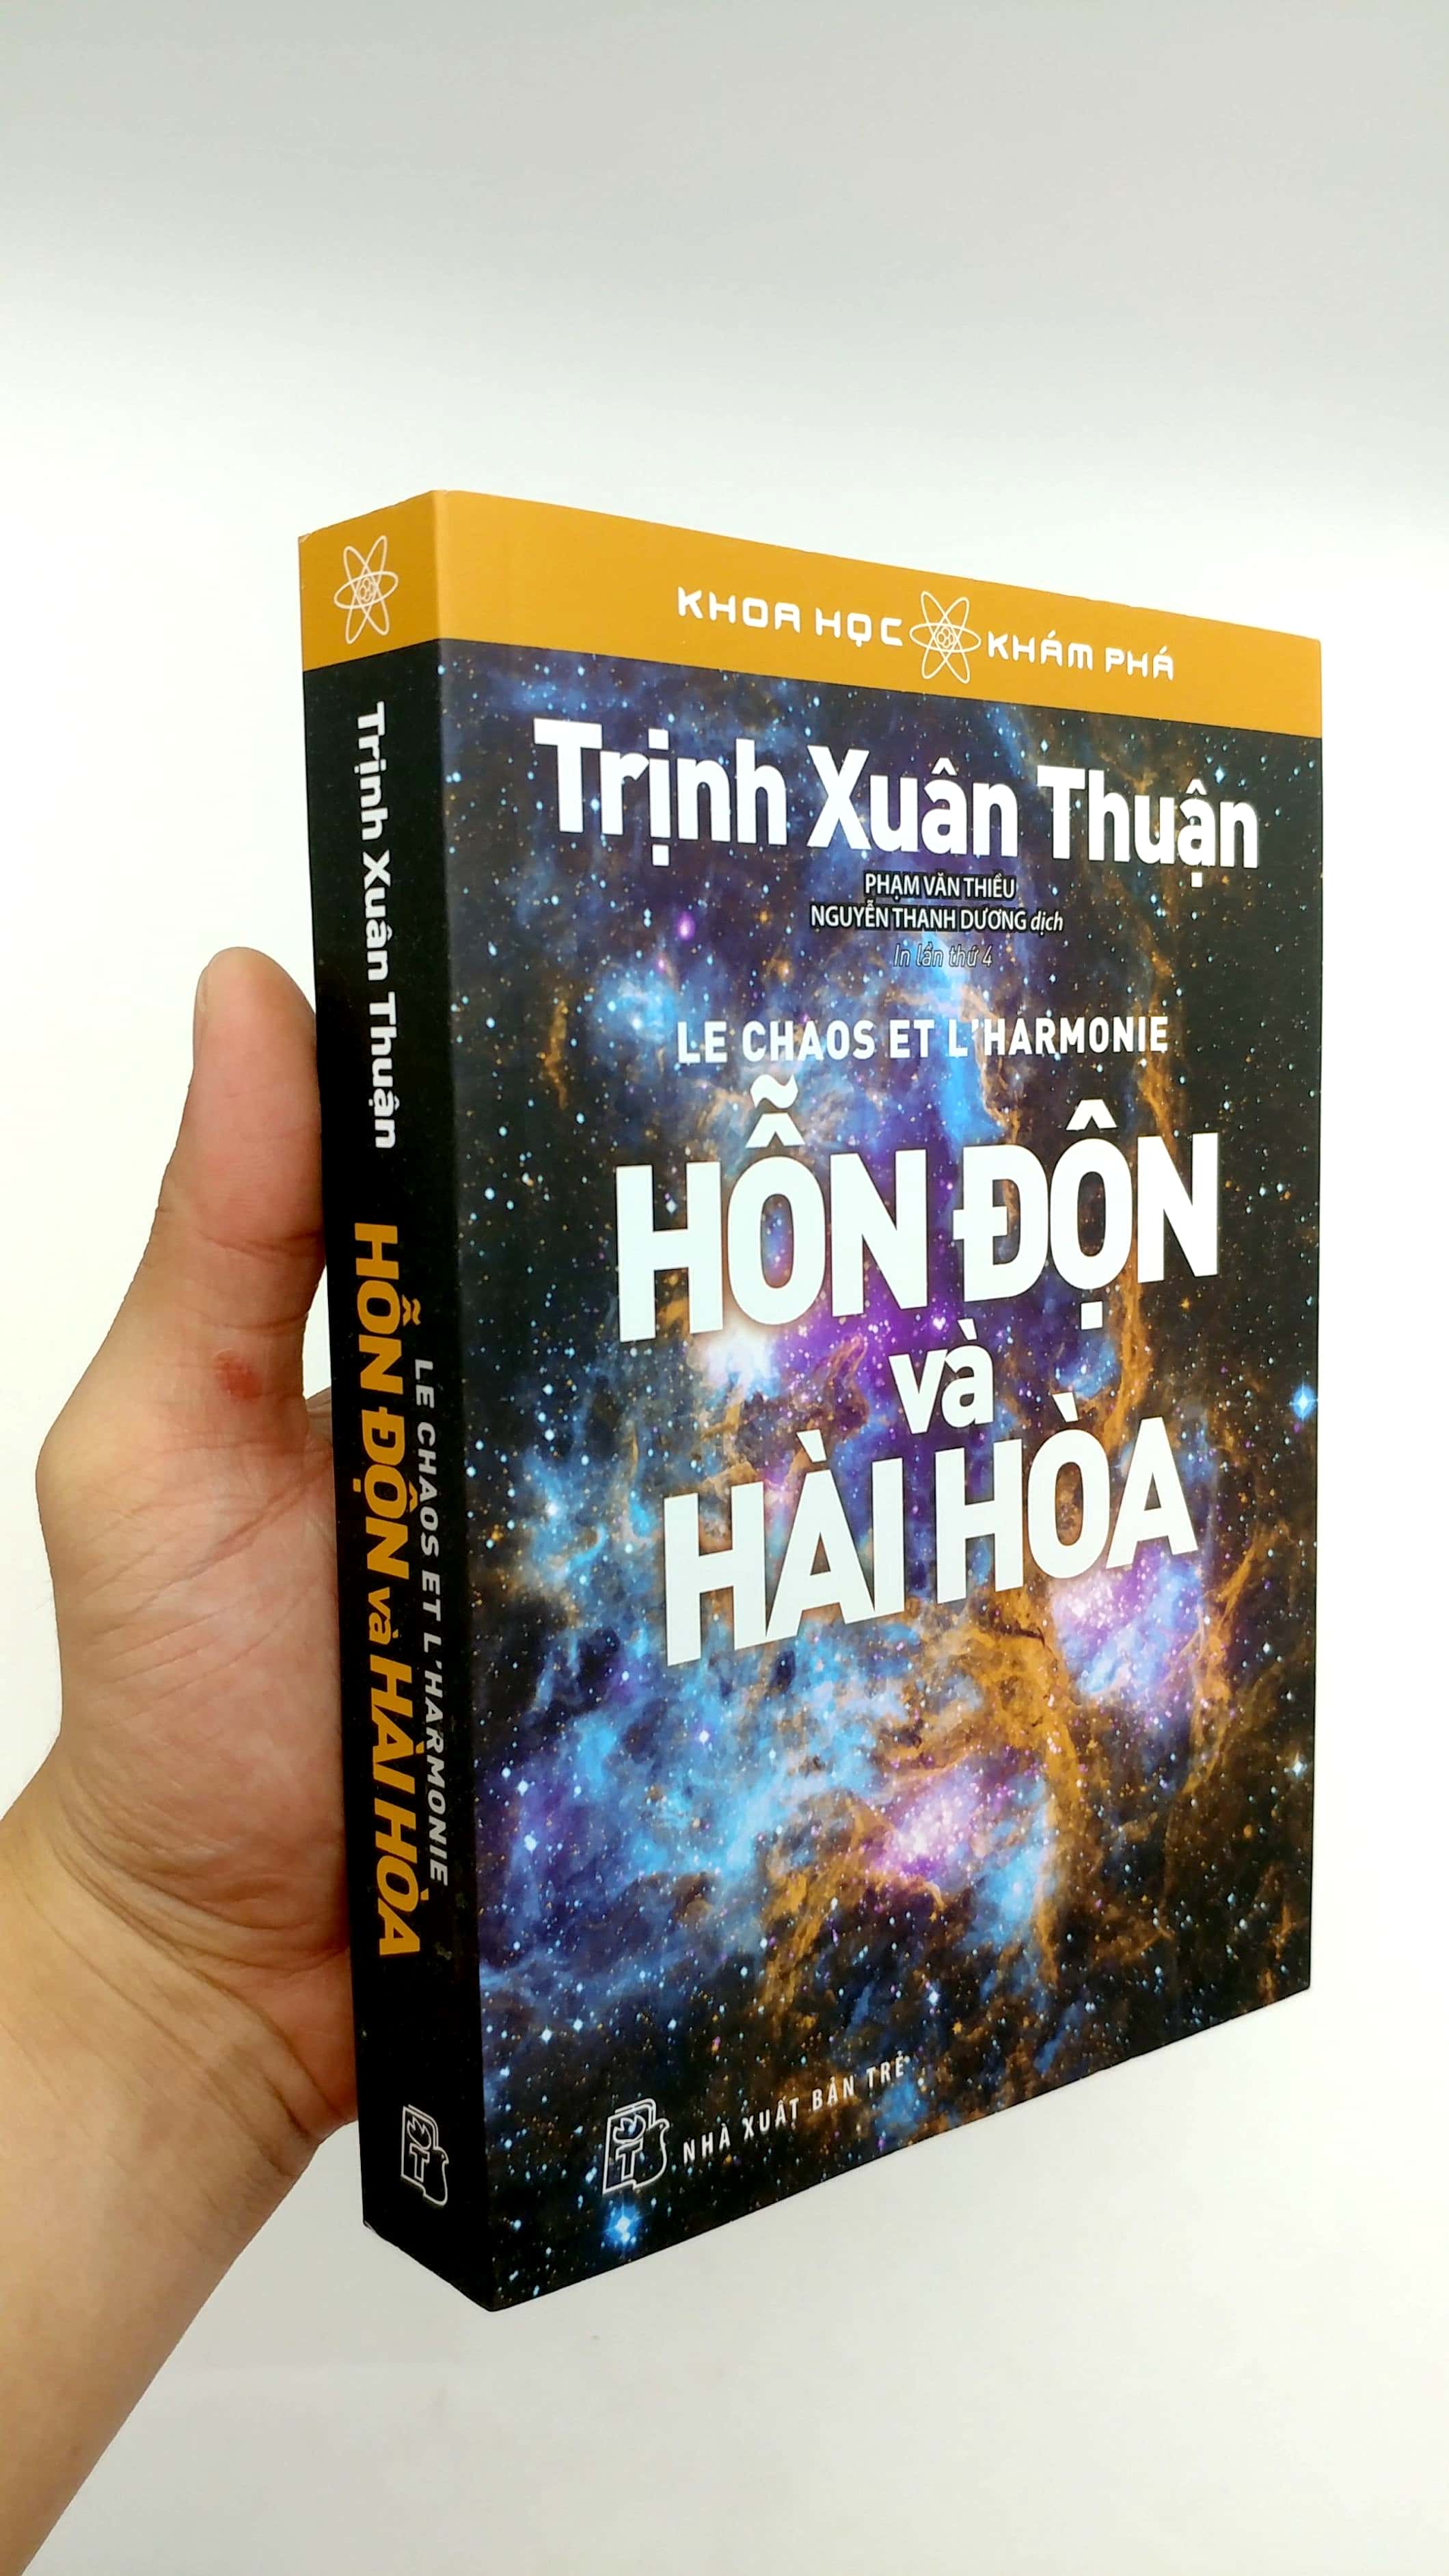 KHOA HỌC KHÁM PHÁ
Trịnh Xuân Thuận
PHẠM VĂN THIỀU
NGUYỄN THANH DƯƠNG dịch
In lần thứ 4
LE CHAOS ET L'HARMONIE
HỖN ĐỘN
và
HÀI HÒA
NHÀ XUẤT BẢN TRẺ
Trịnh Xuân Thuận
LE CHAOS ET L'HARMONIE
HỖN ĐỘN và HÀI HÒA